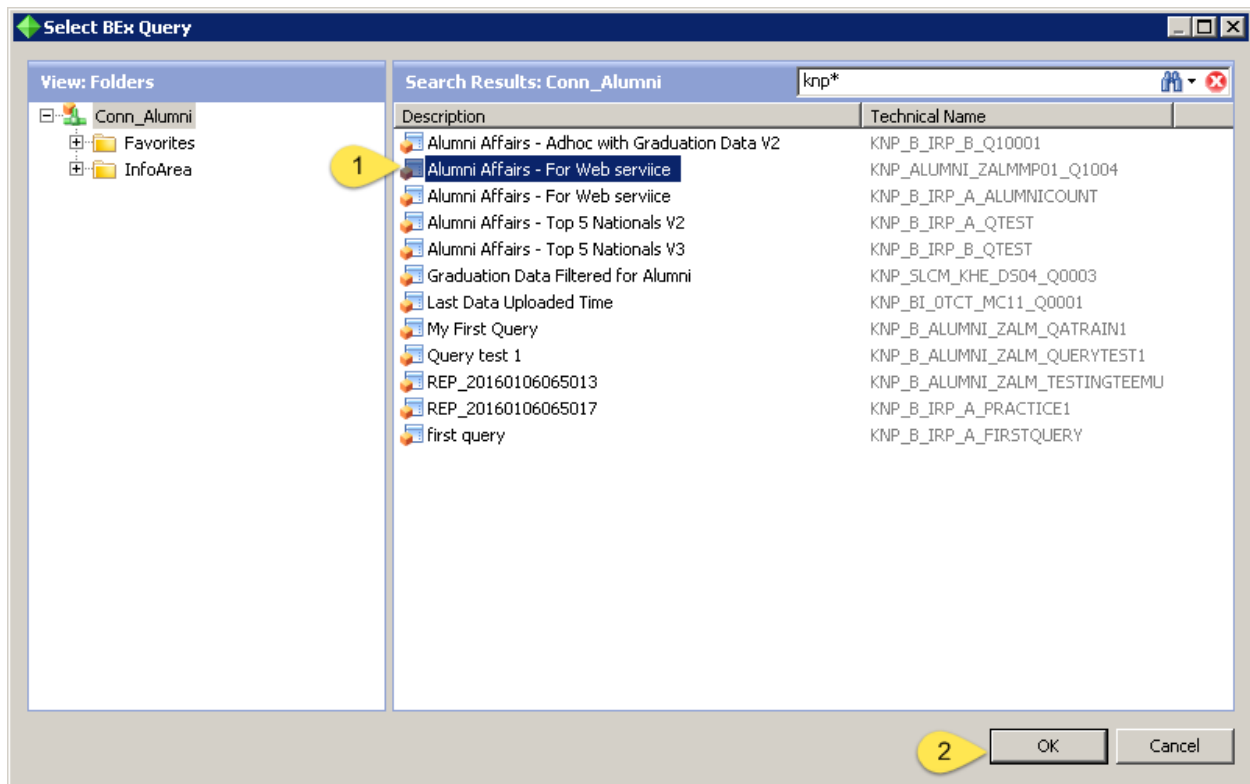 Select BEx Query
View: Folders
Search Results: Conn_Alumni
knp*
Conn_Alumni
Favorites
InfoArea
Description Technical Name
Alumni Affairs - Adhoc with Graduation Data V2 KNP_B_IRP_B_Q10001
1 Alumni Affairs - For Web serviice KNP_ALUMNI_ZALMMP01_Q1004
Alumni Affairs - For Web serviice KNP_B_IRP_A_ALUMNICOUNT
Alumni Affairs - Top 5 Nationals V2 KNP_B_IRP_A_QTEST
Alumni Affairs - Top 5 Nationals V3 KNP_B_IRP_B_QTEST
Graduation Data Filtered for Alumni KNP_SLCM_KHE_DS04_Q0003
Last Data Uploaded Time KNP_BI_0TCT_MC11_Q0001
My First Query KNP_B_ALUMNI_ZALM_QATRAIN1
Query test 1 KNP_B_ALUMNI_ZALM_QUERYTEST1
REP_20160106065013 KNP_B_ALUMNI_ZALM_TESTINGTEEMU
REP_20160106065017 KNP_B_IRP_A_PRACTICE1
first query KNP_B_IRP_A_FIRSTQUERY
2 OK Cancel